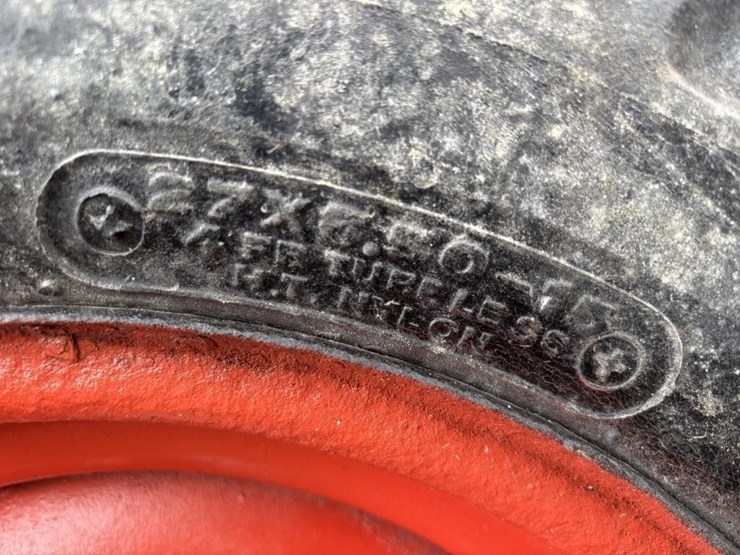 27X8.50-15
4 PR TUBELESS
H.T. NYLON